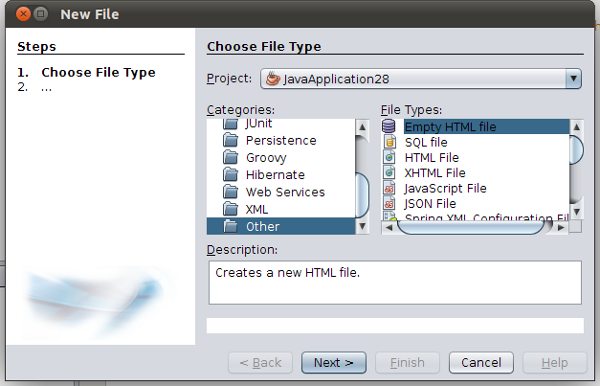 New File
Steps
1. Choose File Type
2. ...
Choose File Type
Project: JavaApplication28
Categories:
JUnit
Persistence
Groovy
Hibernate
Web Services
XML
Other
File Types:
Empty HTML file
SQL file
HTML File
XHTML File
JavaScript File
JSON File
Spring XML Configuration Fil
Description:
Creates a new HTML file.
< Back
Next >
Finish
Cancel
Help